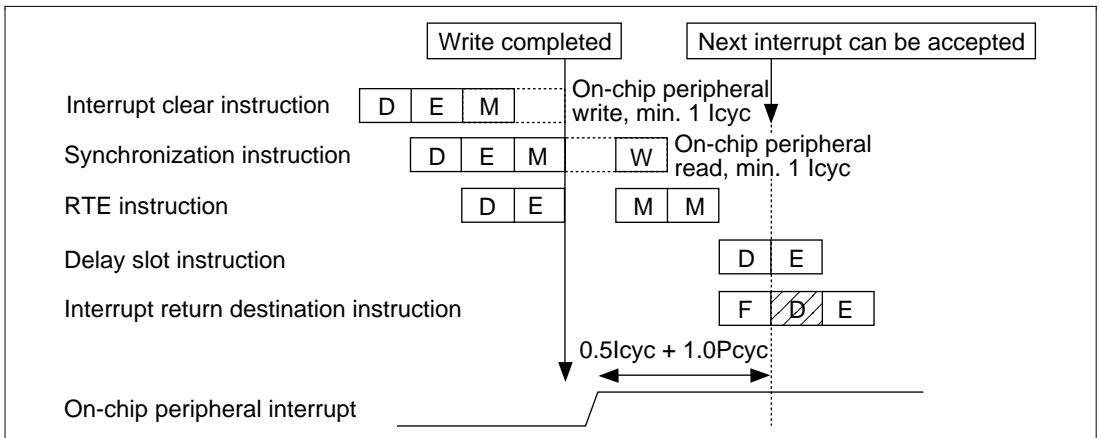 Write completed
Next interrupt can be accepted
Interrupt clear instruction
D E M
On-chip peripheral
write, min. 1 Icyc
Synchronization instruction
D E M W
On-chip peripheral
read, min. 1 Icyc
RTE instruction
D E M M
Delay slot instruction
D E
Interrupt return destination instruction
F D E
0.5Icyc + 1.0Pcyc
On-chip peripheral interrupt